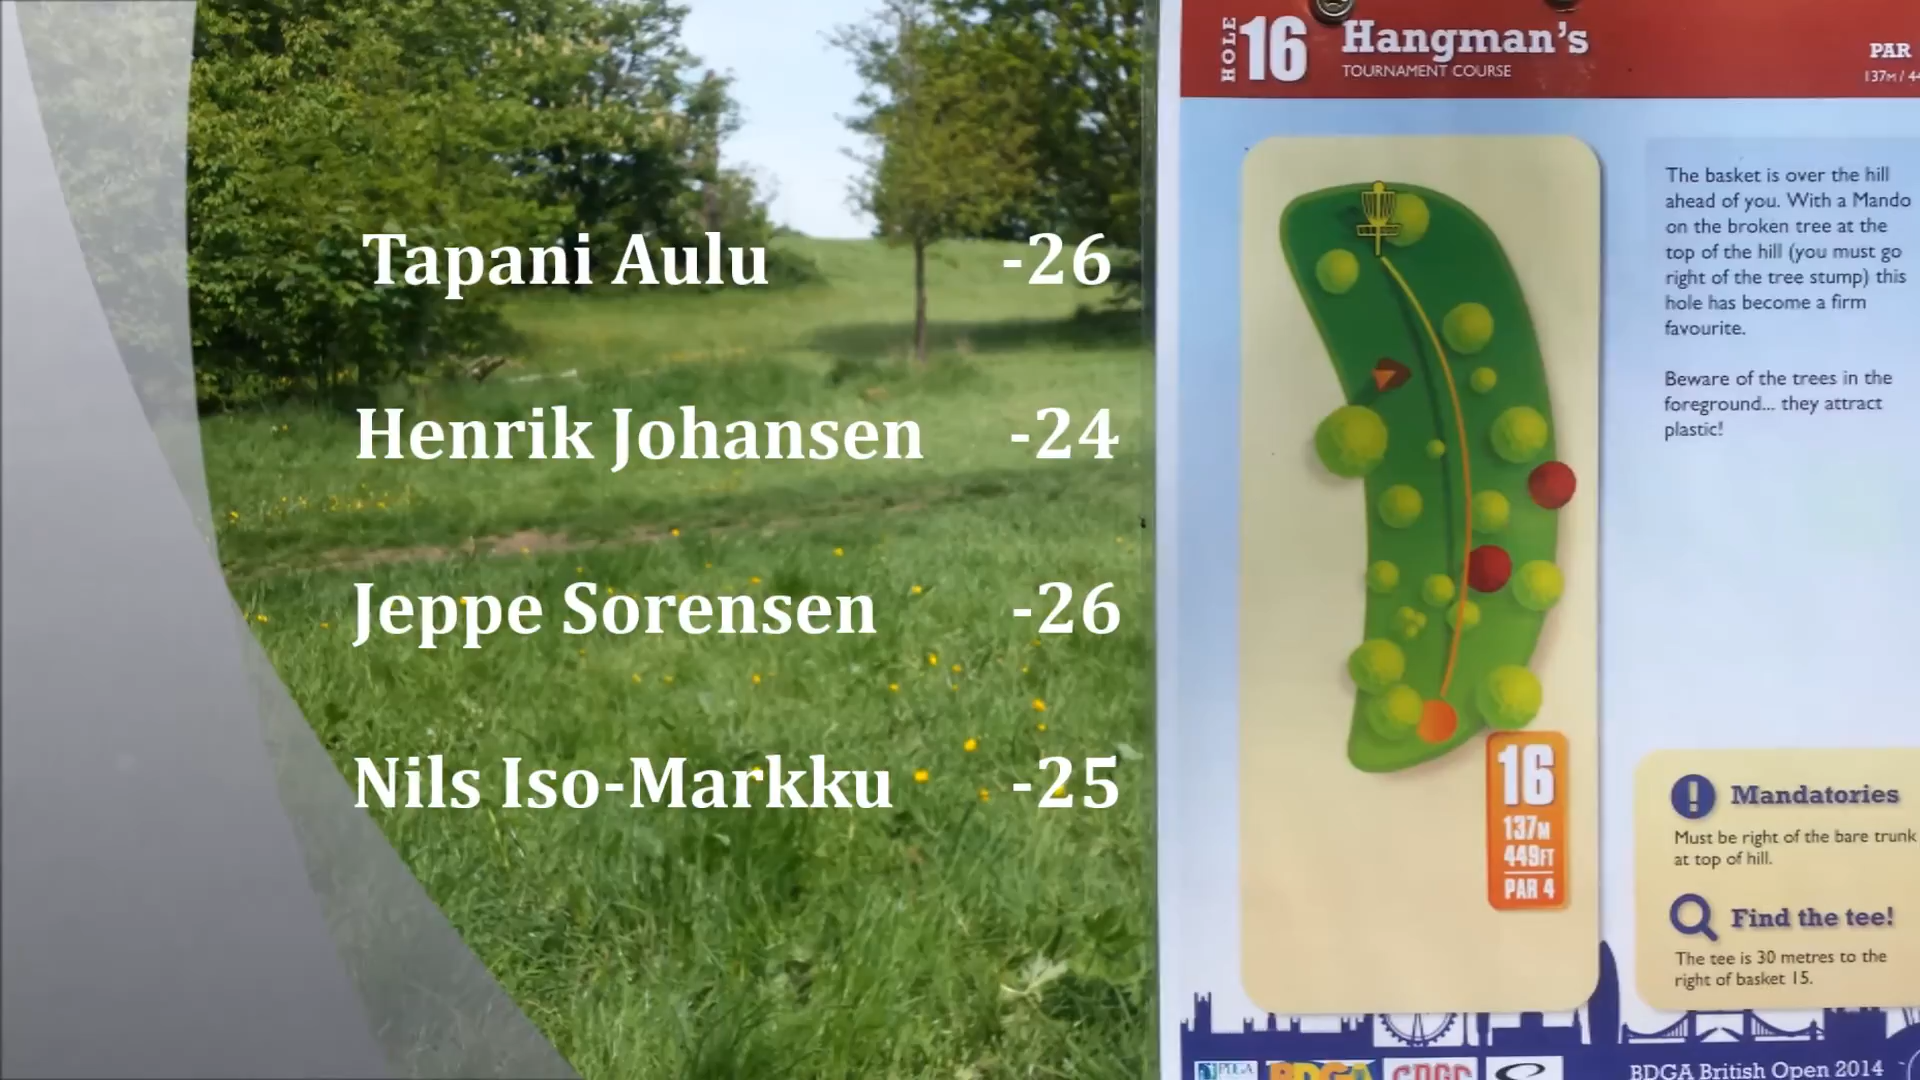 Tapani Aulu -26
Henrik Johansen -24
Jeppe Sorensen -26
Nils Iso-Markku -25
HOLE 16 Hangman's
TOURNAMENT COURSE
PAR
137M / 44
The basket is over the hill
ahead of you. With a Mando
on the broken tree at the
top of the hill (you must go
right of the tree stump) this
hole has become a firm
favourite.
Beware of the trees in the
foreground... they attract
plastic!
16
137M
449FT
PAR 4
Mandatories
Must be right of the bare trunk
at top of hill.
Find the tee!
The tee is 30 metres to the
right of basket 15.
PDGA BDGA
BDGA British Open 2014